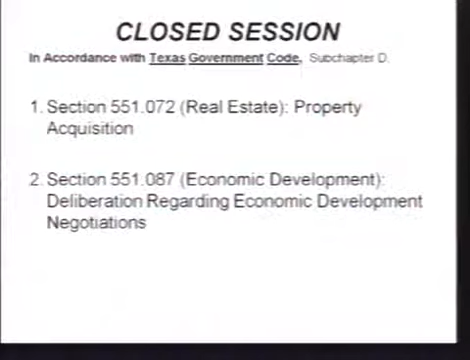 CLOSED SESSION
In Accordance with Texas Government Code, Subchapter D.
1. Section 551.072 (Real Estate): Property
Acquisition
2. Section 551.087 (Economic Development):
Deliberation Regarding Economic Development
Negotiations